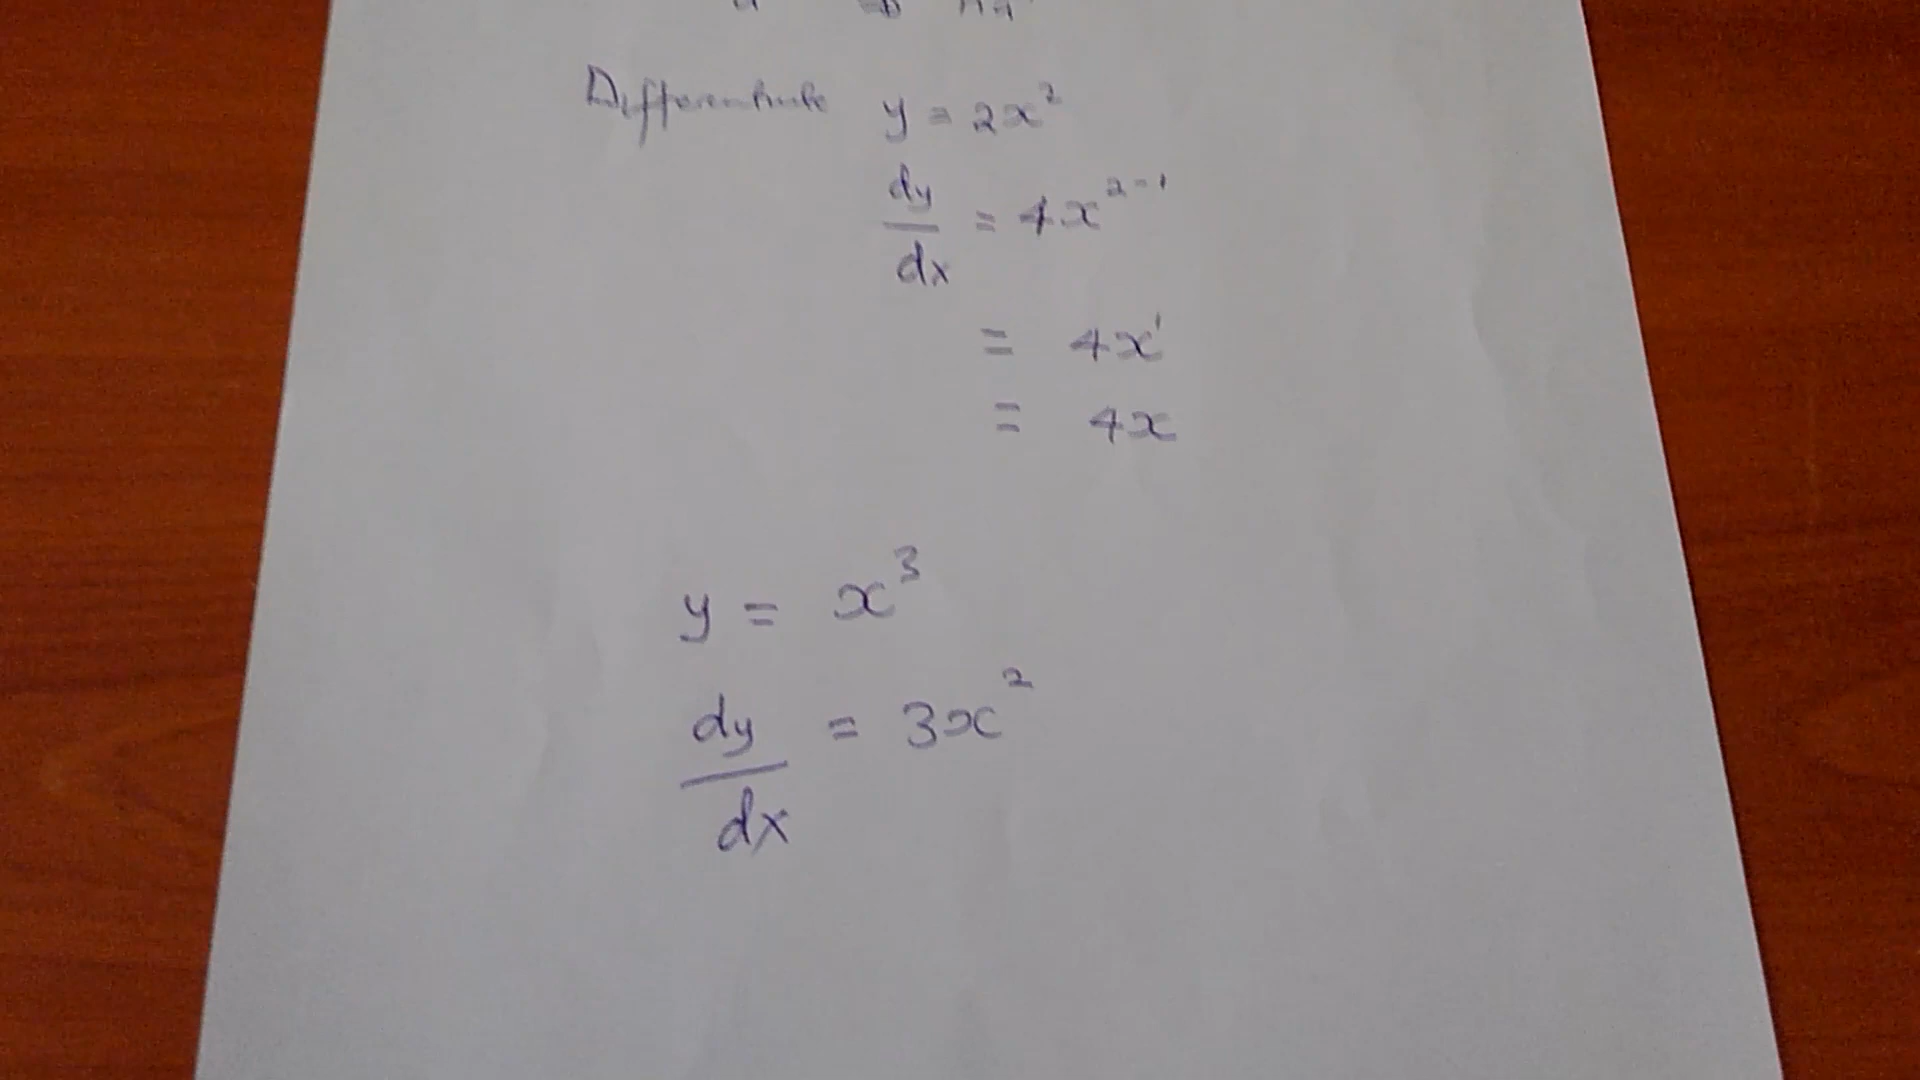 Differentiate y = 2x²
dy/dx = 4x²⁻¹
= 4x¹
= 4x
y = x³
dy/dx = 3x²